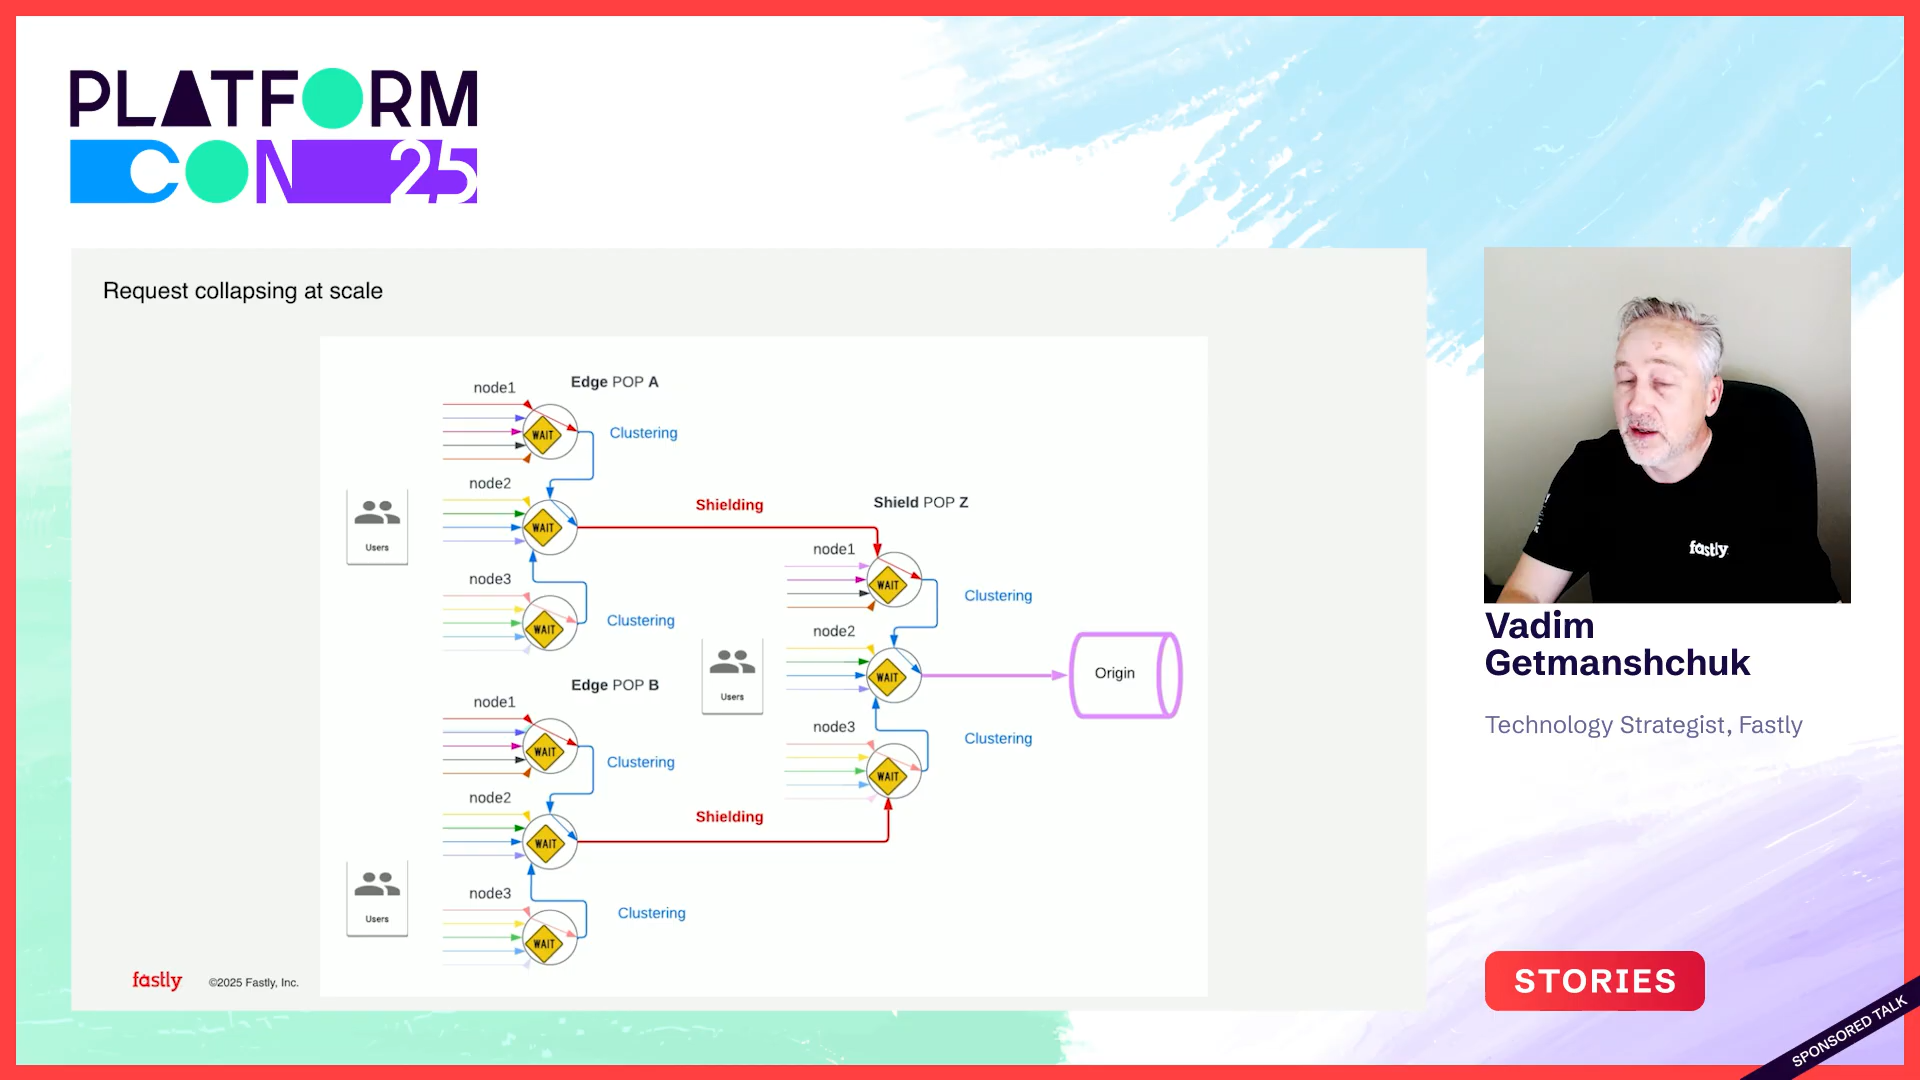 PLATFORM
CON 25
Request collapsing at scale
node1
Edge POP A
WAIT
Clustering
node2
WAIT
Users
node3
WAIT
Clustering
Shielding
Shield POP Z
node1
WAIT
Clustering
node2
WAIT
Users
Origin
node3
WAIT
Clustering
Edge POP B
node1
WAIT
Clustering
node2
WAIT
Shielding
Users
node3
WAIT
Clustering
fastly
©2025 Fastly, Inc.
fastly
Vadim
Getmanshchuk
Technology Strategist, Fastly
STORIES
SPONSORED TALK